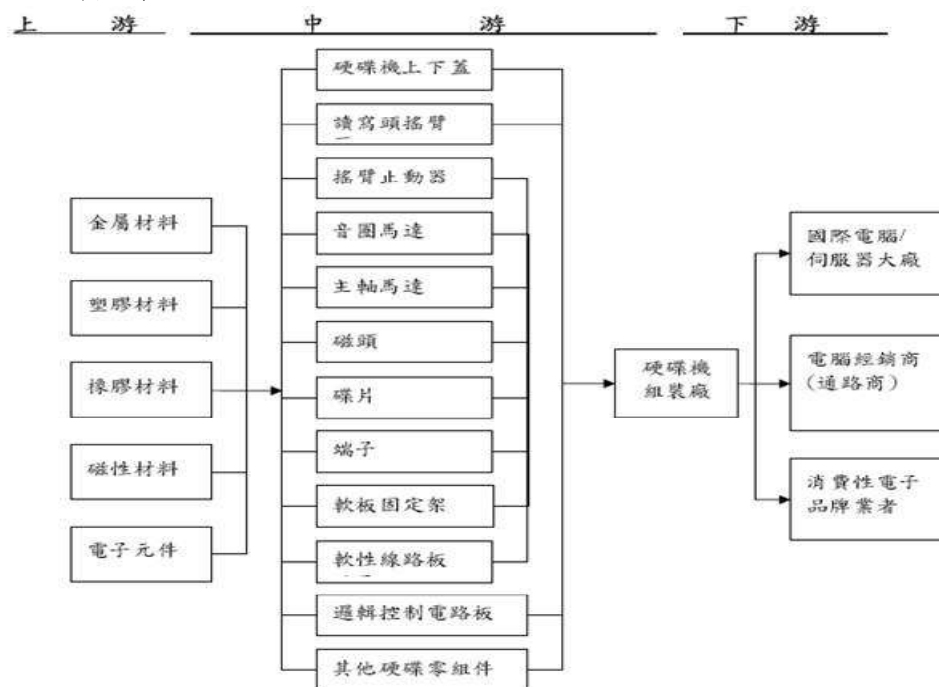 上 游
中 游
下 游
硬碟機上下蓋
讀寫頭搖臂
搖臂止動器
音圈馬達
主軸馬達
磁頭
碟片
端子
軟板固定架
軟性線路板
邏輯控制電路板
其他硬碟零組件
金屬材料
塑膠材料
橡膠材料
磁性材料
電子元件
硬碟機
組裝廠
國際電腦/
伺服器大廠
電腦經銷商
(通路商)
消費性電子
品牌業者